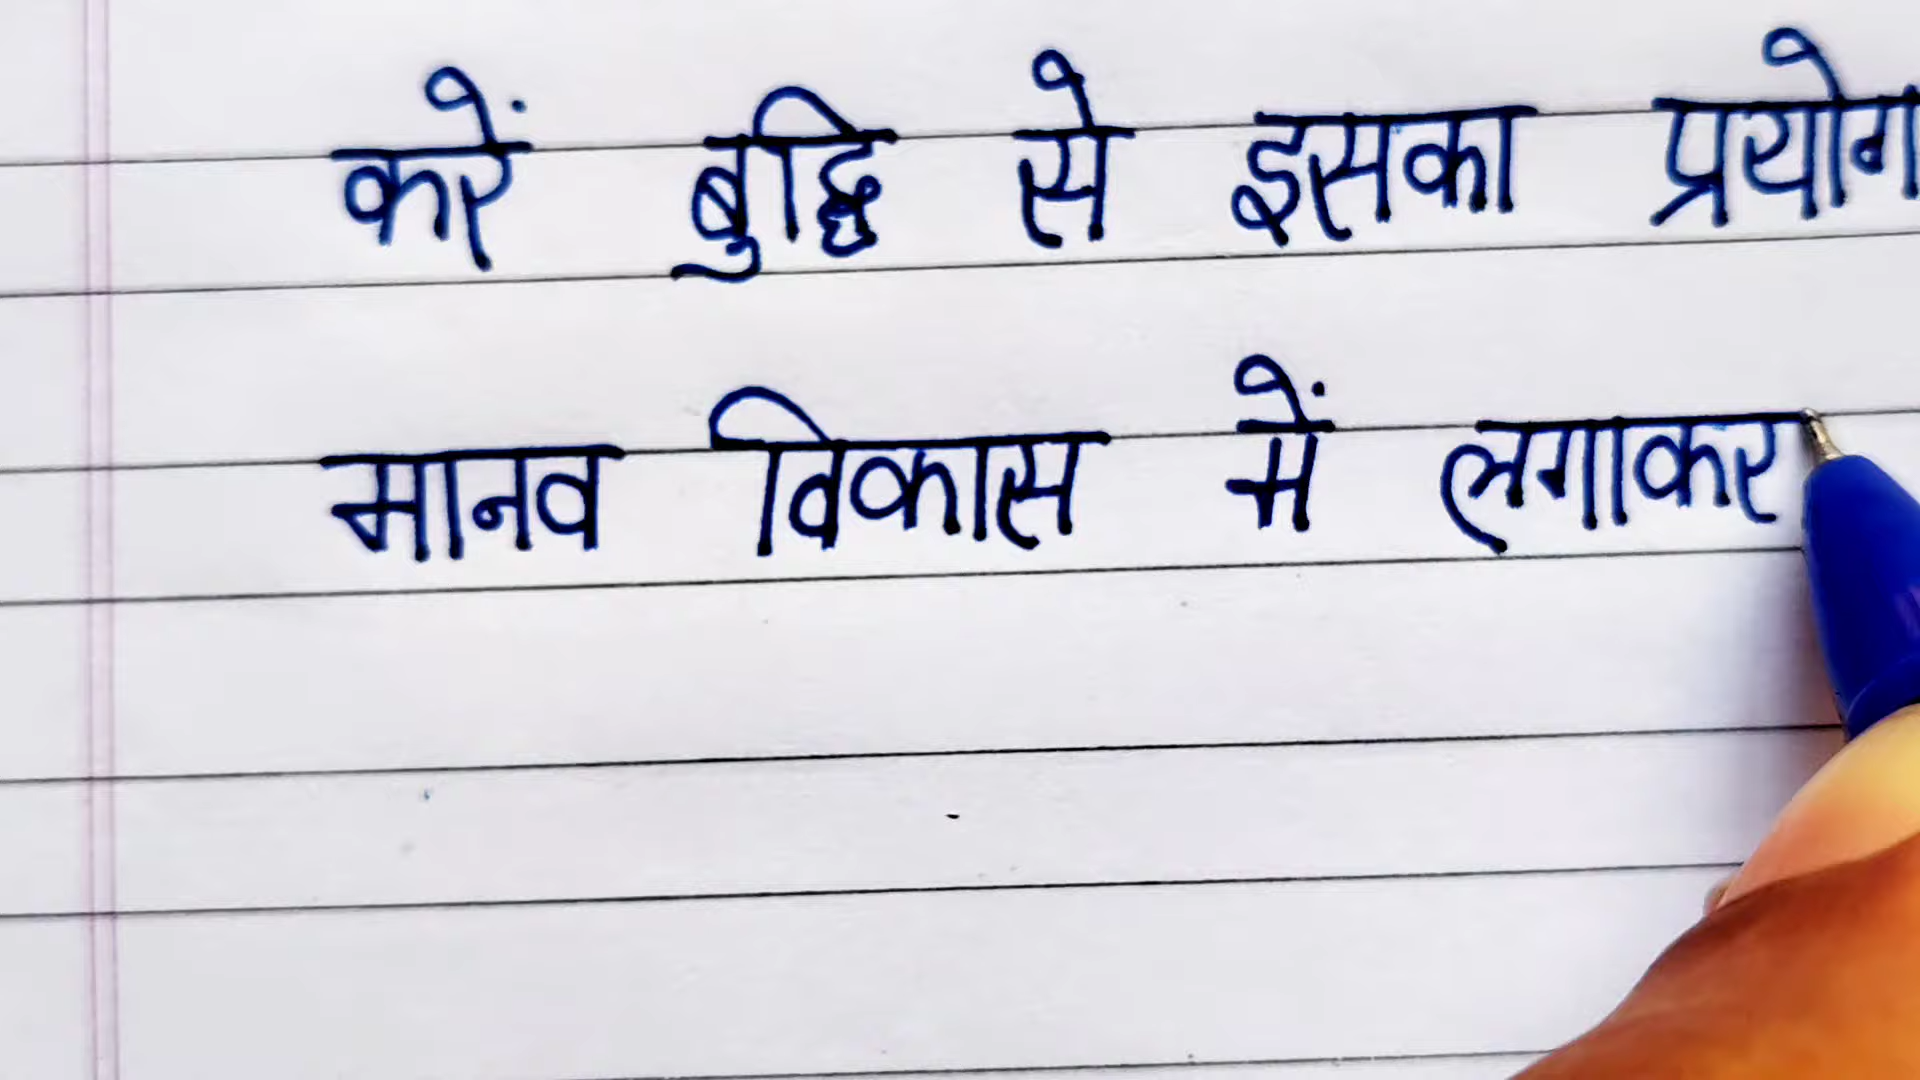 करें बुद्धि से इसका प्रयोग
मानव विकास में लगाकर